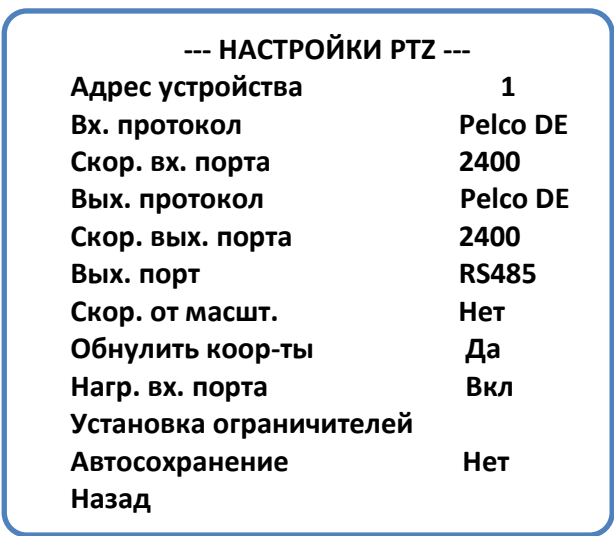 --- НАСТРОЙКИ PTZ ---
Адрес устройства 1
Вх. протокол Pelco DE
Скор. вх. порта 2400
Вых. протокол Pelco DE
Скор. вых. порта 2400
Вых. порт RS485
Скор. от масшт. Нет
Обнулить коор-ты Да
Нагр. вх. порта Вкл
Установка ограничителей
Автосохранение Нет
Назад